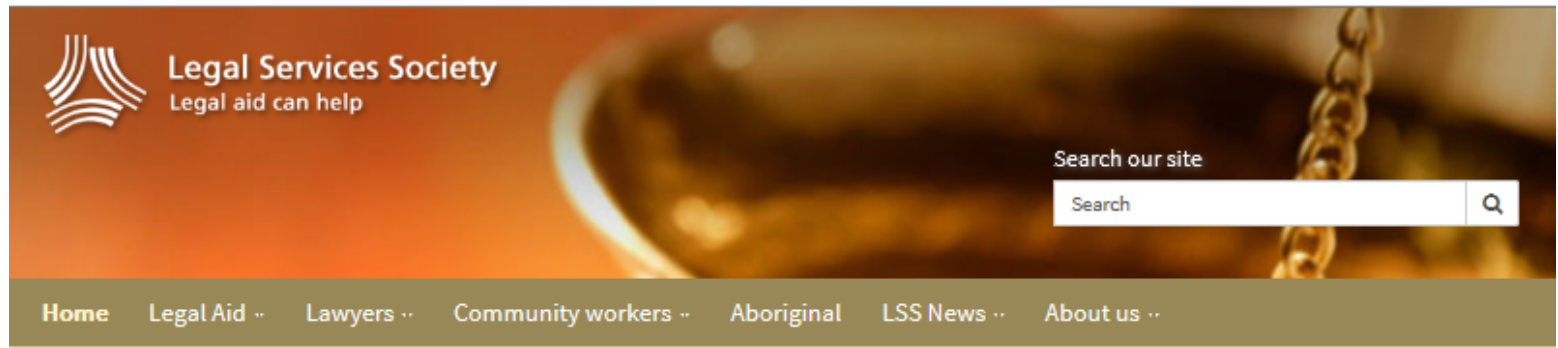 Legal Services Society
Legal aid can help
Search our site
Search
Home Legal Aid Lawyers Community workers Aboriginal LSS News About us